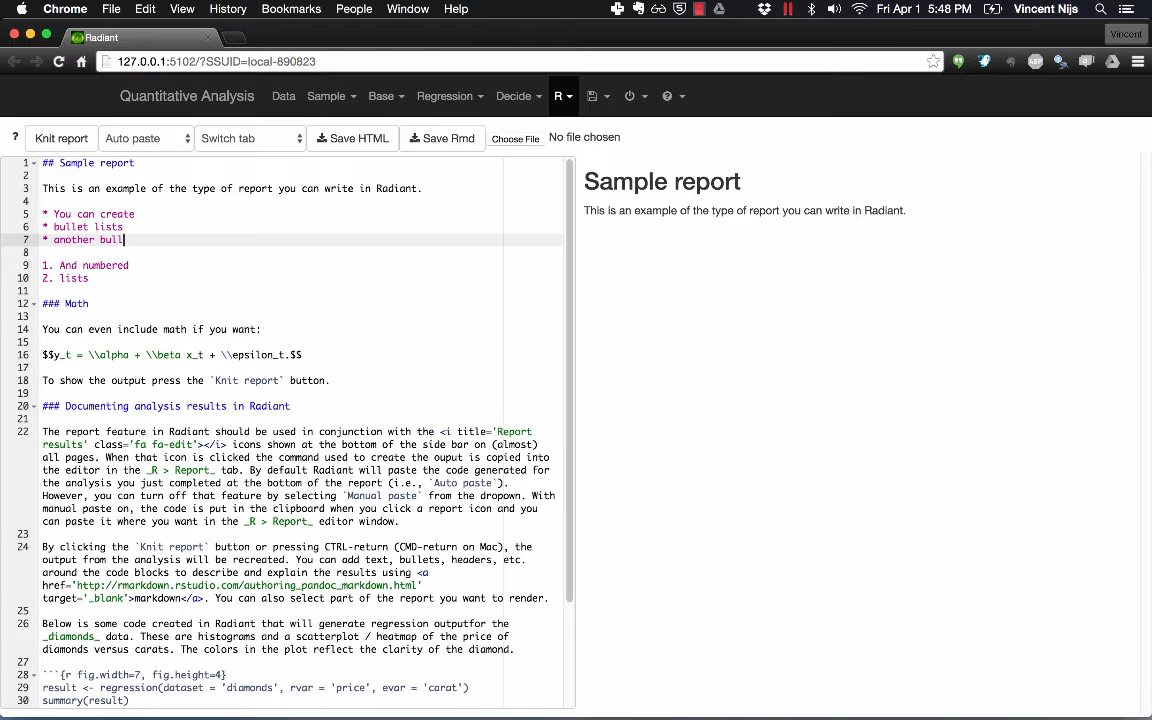 Chrome File Edit View History Bookmarks People Window Help Fri Apr 1 5:48 PM Vincent Nijs
Radiant Vincent
127.0.0.1:5102/?SSUID=local-890823
Quantitative Analysis Data Sample Base Regression Decide R
? Knit report Auto paste Switch tab Save HTML Save Rmd Choose File No file chosen
1 ## Sample report
2
3 This is an example of the type of report you can write in Radiant.
4
5 * You can create
6 * bullet lists
7 * another bull
8
9 1. And numbered
10 2. lists
11
12 ### Math
13
14 You can even include math if you want:
15
16 $$y_t = \\alpha + \\beta x_t + \\epsilon_t.$$
17
18 To show the output press the `Knit report` button.
19
20 ### Documenting analysis results in Radiant
21
22 The report feature in Radiant should be used in conjunction with the <i title='Report
results' class='fa fa-edit'></i> icons shown at the bottom of the side bar on (almost)
all pages. When that icon is clicked the command used to create the ouput is copied into
the editor in the _R > Report_ tab. By default Radiant will paste the code generated for
the analysis you just completed at the bottom of the report (i.e., `Auto paste`).
However, you can turn off that feature by selecting `Manual paste` from the dropown. With
manual paste on, the code is put in the clipboard when you click a report icon and you
can paste it where you want in the _R > Report_ editor window.
23
24 By clicking the `Knit report` button or pressing CTRL-return (CMD-return on Mac), the
output from the analysis will be recreated. You can add text, bullets, headers, etc.
around the code blocks to describe and explain the results using <a
href='http://rmarkdown.rstudio.com/authoring_pandoc_markdown.html'
target='_blank'>markdown</a>. You can also select part of the report you want to render.
25
26 Below is some code created in Radiant that will generate regression outputfor the
_diamonds_ data. These are histograms and a scatterplot / heatmap of the price of
diamonds versus carats. The colors in the plot reflect the clarity of the diamond.
27
28 ```{r fig.width=7, fig.height=4}
29 result <- regression(dataset = 'diamonds', rvar = 'price', evar = 'carat')
30 summary(result)
Sample report
This is an example of the type of report you can write in Radiant.